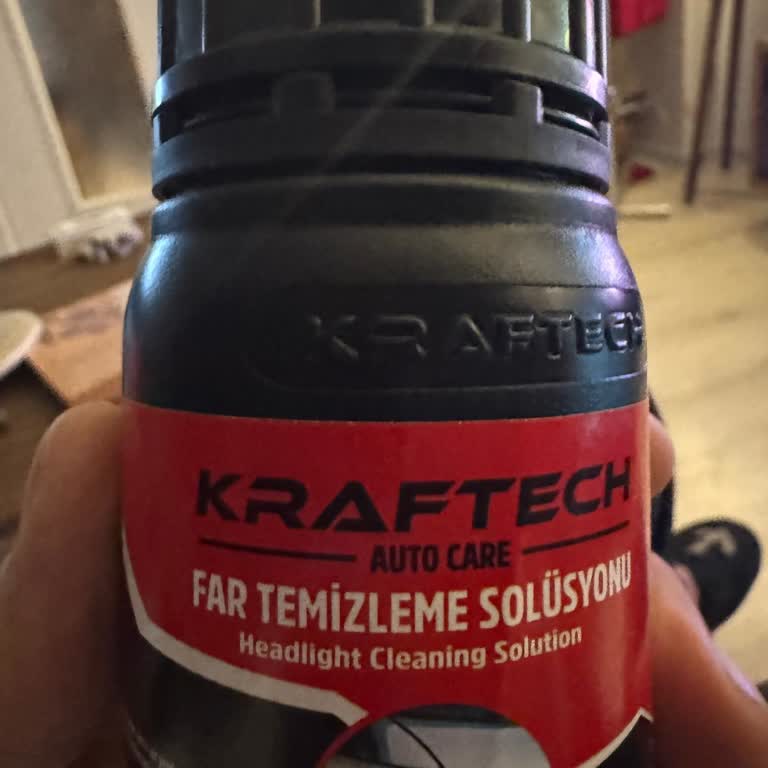 KRAFTECH
KRAFTECH
AUTO CARE
FAR TEMİZLEME SOLÜSYONU
Headlight Cleaning Solution